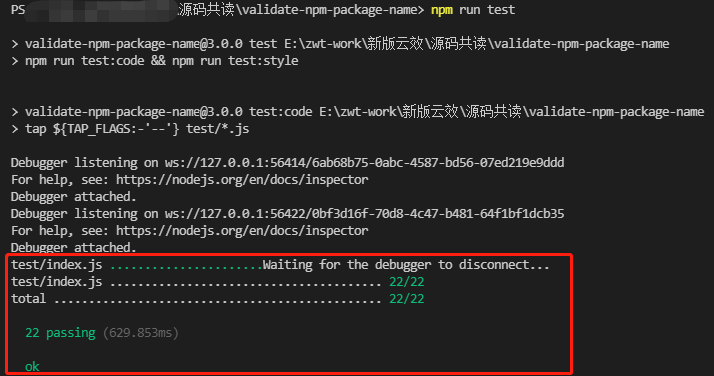 PS 源码共读\validate-npm-package-name> npm run test
> validate-npm-package-name@3.0.0 test E:\zwt-work\新版云效\源码共读\validate-npm-package-name
> npm run test:code && npm run test:style
> validate-npm-package-name@3.0.0 test:code E:\zwt-work\新版云效\源码共读\validate-npm-package-name
> tap ${TAP_FLAGS:-'--'} test/*.js
Debugger listening on ws://127.0.0.1:56414/6ab68b75-0abc-4587-bd56-07ed219e9ddd
For help, see: https://nodejs.org/en/docs/inspector
Debugger attached.
Debugger listening on ws://127.0.0.1:56422/0bf3d16f-70d8-4c47-b481-64f1bf1dcb35
For help, see: https://nodejs.org/en/docs/inspector
Debugger attached.
test/index.js ......................Waiting for the debugger to disconnect...
test/index.js ....................................... 22/22
total ............................................... 22/22
22 passing (629.853ms)
ok